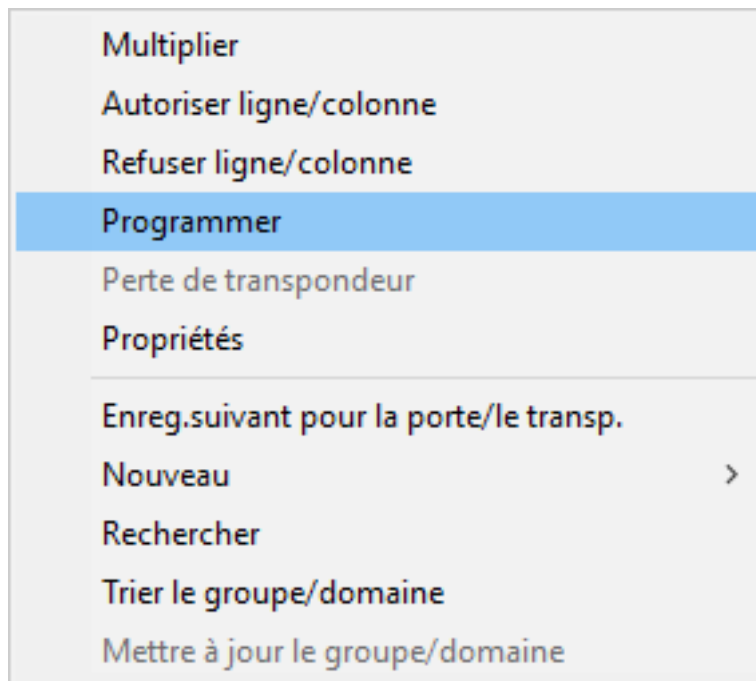 Multiplier
Autoriser ligne/colonne
Refuser ligne/colonne
Programmer
Perte de transpondeur
Propriétés
Enreg.suivant pour la porte/le transp.
Nouveau
Rechercher
Trier le groupe/domaine
Mettre à jour le groupe/domaine